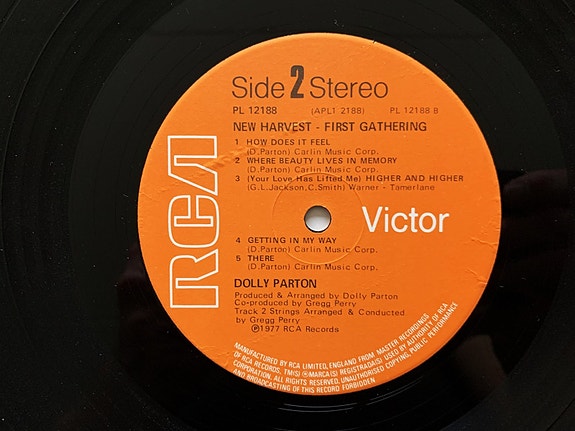 Side 2 Stereo
PL 12188 (APL1 2188) PL 12188 B
NEW HARVEST - FIRST GATHERING
1 HOW DOES IT FEEL
(D.Parton) Carlin Music Corp.
2 WHERE BEAUTY LIVES IN MEMORY
(D.Parton) Carlin Music Corp.
3 (Your Love Has Lifted Me) HIGHER AND HIGHER
(G.L.Jackson,C.Smith) Warner - Tamerlane
RCA Victor
4 GETTING IN MY WAY
(D.Parton) Carlin Music Corp.
5 THERE
(D.Parton) Carlin Music Corp.
DOLLY PARTON
Produced & Arranged by Dolly Parton
Co-produced by Gregg Perry
Track 2 Strings Arranged & Conducted
by Gregg Perry
Ⓟ1977 RCA Records
MANUFACTURED BY RCA LIMITED, ENGLAND FROM MASTER RECORDINGS
OF RCA RECORDS. TM(S) ®MARCA(S) REGISTRADA(S) USED BY AUTHORITY OF RCA
CORPORATION. ALL RIGHTS RESERVED. UNAUTHORISED COPYING, PUBLIC PERFORMANCE
AND BROADCASTING OF THIS RECORD FORBIDDEN